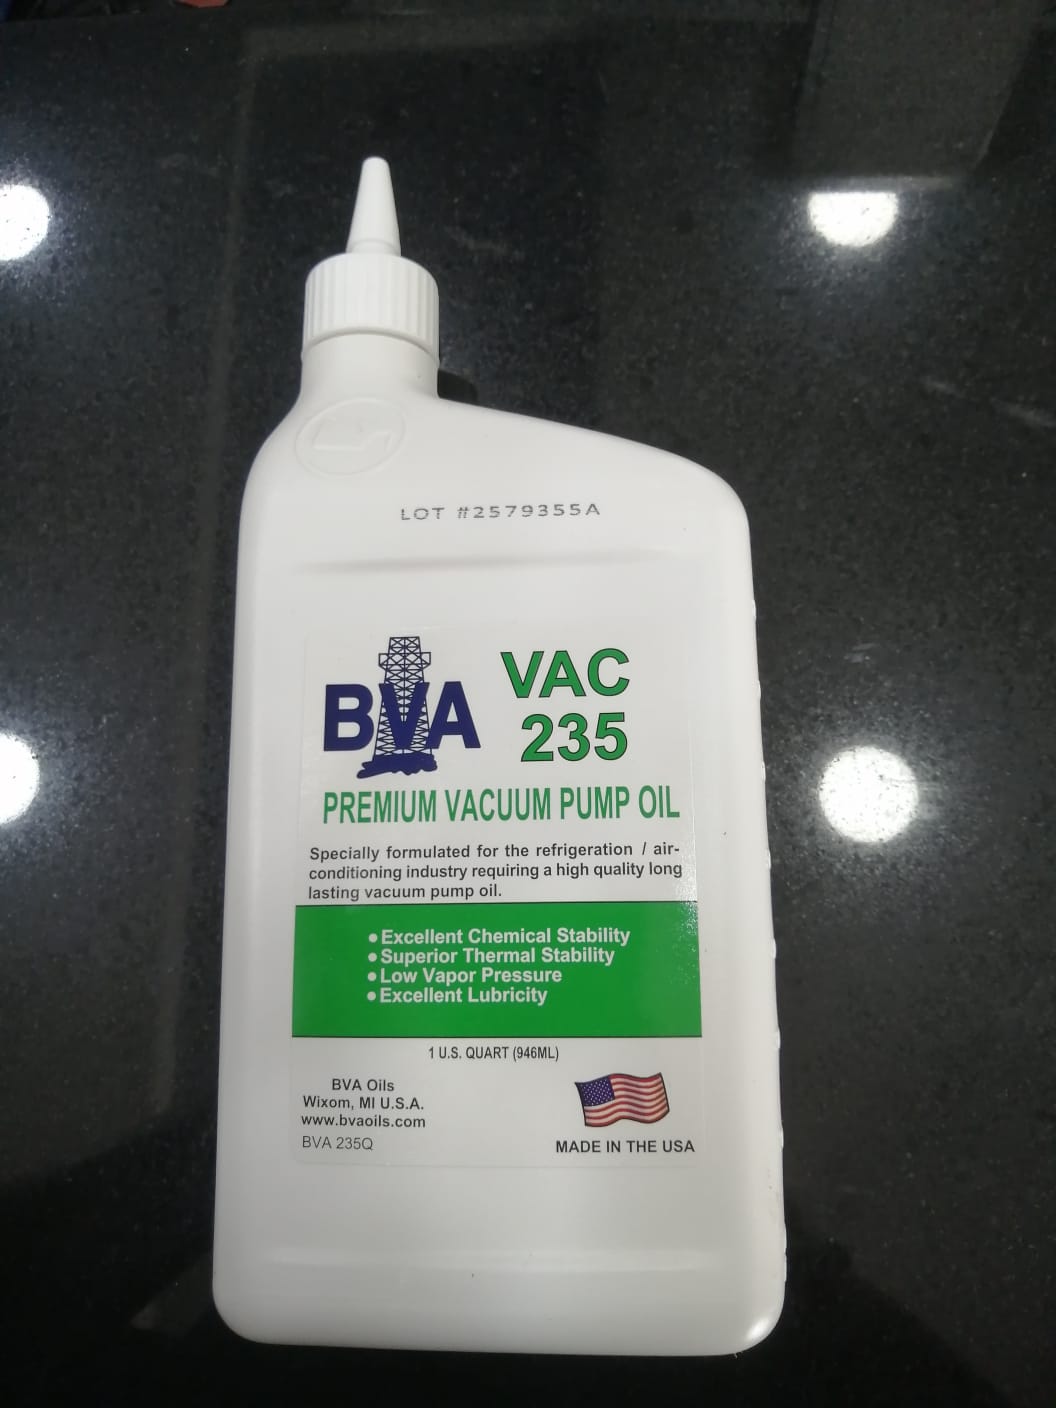 LOT #2579355A
BVA
VAC
235
PREMIUM VACUUM PUMP OIL
Specially formulated for the refrigeration / air-
conditioning industry requiring a high quality long
lasting vacuum pump oil.
•Excellent Chemical Stability
•Superior Thermal Stability
•Low Vapor Pressure
•Excellent Lubricity
1 U.S. QUART (946ML)
BVA Oils
Wixom, MI U.S.A.
www.bvaoils.com
BVA 235Q
MADE IN THE USA